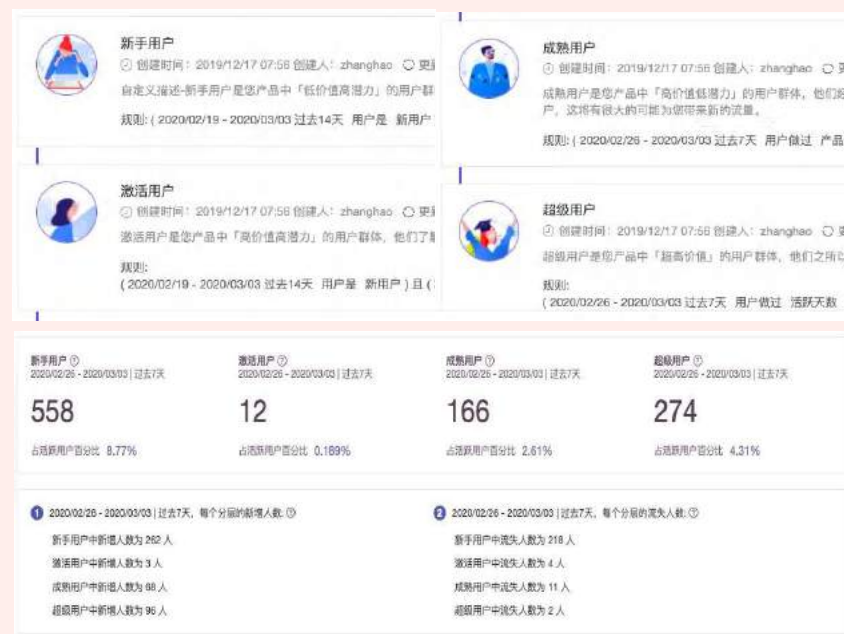 新手用户
创建时间：2019/12/17 07:56 创建人：zhanghao
自定义描述-新手用户是您产品中「低价值高潜力」的用户群
规则:( 2020/02/19 - 2020/03/03 过去14天 用户是 新用户
激活用户
创建时间：2019/12/17 07:56 创建人：zhanghao
激活用户是您产品中「高价值高潜力」的用户群体，他们了
规则:
( 2020/02/19 - 2020/03/03 过去14天 用户是 新用户 ) 且 (
成熟用户
创建时间：2019/12/17 07:56 创建人：zhanghao
成熟用户是您产品中「高价值低潜力」的用户群体，他们
户，这将有很大的可能为您带来新的流量。
规则:( 2020/02/26 - 2020/03/03 过去7天 用户做过 产品
超级用户
创建时间：2019/12/17 07:56 创建人：zhanghao
超级用户是您产品中「超高价值」的用户群体，他们之所以
规则:
( 2020/02/26 - 2020/03/03 过去7天 用户做过 活跃天数
新手用户
2020/02/26 - 2020/03/03 | 过去7天
558
占活跃用户百分比 8.77%
激活用户
2020/02/26 - 2020/03/03 | 过去7天
12
占活跃用户百分比 0.189%
成熟用户
2020/02/26 - 2020/03/03 | 过去7天
166
占活跃用户百分比 2.61%
超级用户
2020/02/26 - 2020/03/03 | 过去7天
274
占活跃用户百分比 4.31%
1 2020/02/26 - 2020/03/03 | 过去7天，每个分层的新增人数:
新手用户中新增人数为 262 人
激活用户中新增人数为 3 人
成熟用户中新增人数为 68 人
超级用户中新增人数为 96 人
2 2020/02/26 - 2020/03/03 | 过去7天，每个分层的流失人数:
新手用户中流失人数为 218 人
激活用户中流失人数为 4 人
成熟用户中流失人数为 11 人
超级用户中流失人数为 2 人